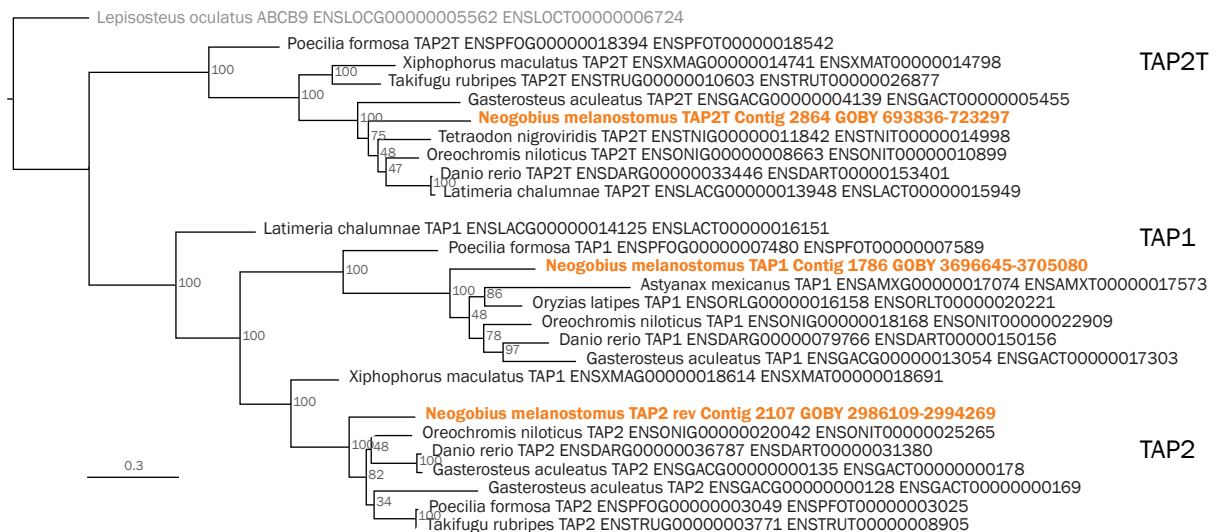 Lepisosteus oculatus ABCB9 ENSLOCG00000005562 ENSLOCT00000006724
Poecilia formosa TAP2T ENSPFOG00000018394 ENSPFOT00000018542
TAP2T
Xiphophorus maculatus TAP2T ENSXMAG00000014741 ENSXMAT00000014798
100
100
Takifugu rubripes TAP2T ENSTRUG00000010603 ENSTRUT00000026877
100
Gasterosteus aculeatus TAP2T ENSGACG00000004139 ENSGACT00000005455
100
Neogobius melanostomus TAP2T Contig 2864 GOBY 693836-723297
75
Tetraodon nigroviridis TAP2T ENSTNIG00000011842 ENSTNIT00000014998
48
Oreochromis niloticus TAP2T ENSONIG00000008663 ENSONIT00000010899
47
Danio rerio TAP2T ENSDARG00000033446 ENSDART00000153401
100
Latimeria chalumnae TAP2T ENSLACG00000013948 ENSLACT00000015949
Latimeria chalumnae TAP1 ENSLACG00000014125 ENSLACT00000016151
TAP1
Poecilia formosa TAP1 ENSPFOG00000007480 ENSPFOT00000007589
100
Neogobius melanostomus TAP1 Contig 1786 GOBY 3696645-3705080
100
Astyanax mexicanus TAP1 ENSAMXG00000017074 ENSAMXT00000017573
100
86
Oryzias latipes TAP1 ENSORLG00000016158 ENSORLT00000020221
48
Oreochromis niloticus TAP1 ENSONIG00000018168 ENSONIT00000022909
100
78
Danio rerio TAP1 ENSDARG00000079766 ENSDART00000150156
97
Gasterosteus aculeatus TAP1 ENSGACG00000013054 ENSGACT00000017303
Xiphophorus maculatus TAP1 ENSXMAG00000018614 ENSXMAT00000018691
100
Neogobius melanostomus TAP2 rev Contig 2107 GOBY 2986109-2994269
Oreochromis niloticus TAP2 ENSONIG00000020042 ENSONIT00000025265
100
48
Danio rerio TAP2 ENSDARG00000036787 ENSDART00000031380
TAP2
100
Gasterosteus aculeatus TAP2 ENSGACG00000000135 ENSGACT00000000178
0.3
82
Gasterosteus aculeatus TAP2 ENSGACG00000000128 ENSGACT00000000169
34
Poecilia formosa TAP2 ENSPFOG00000003049 ENSPFOT00000003025
100
Takifugu rubripes TAP2 ENSTRUG00000003771 ENSTRUT00000008905